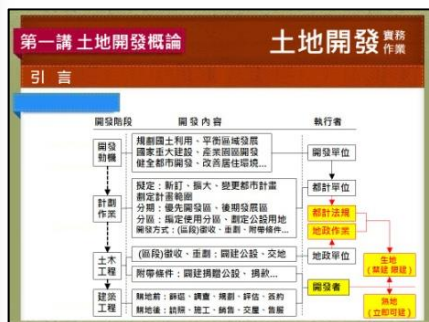 第一講 土地開發概論
土地開發 實務作業
引 言
開發階段 開發內容 執行者
開發動機
規劃國土利用、平衡區域發展
國家重大建設、產業園區開發
健全都市開發、改善居住環境...
開發單位
計劃作業
擬定：新訂、擴大、變更都市計畫
劃定計畫範圍
分期：優先開發區、後期發展區
分區：指定使用分區、劃定公設用地
開發方式：(區段)徵收、重劃、附帶條件...
都計單位
都計法規
地政作業
土木工程
(區段)徵收、重劃：闢建公設、交地
附帶條件：闢建捐贈公設、捐款...
地政單位
生地
(禁建 限建)
建築工程
購地前：篩選、調查、規劃、評估、簽約
購地後：請照、施工、銷售、交屋、售服
開發者
熟地
(立即可建)